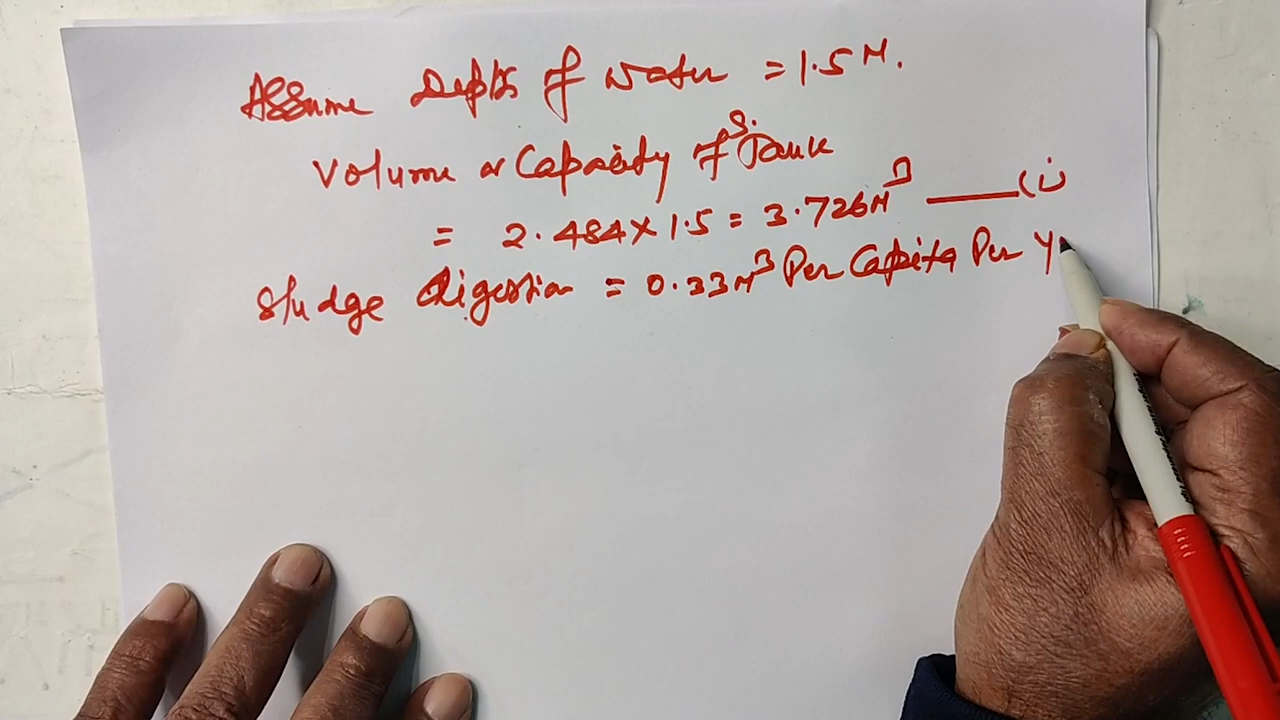 Assume Depth of Water = 1.5 M.
Volume or Capacity of S. Tank
= 2.484 X 1.5 = 3.726 M³ —— (i)
Sludge digestion = 0.33 M³ Per Capita Per Y